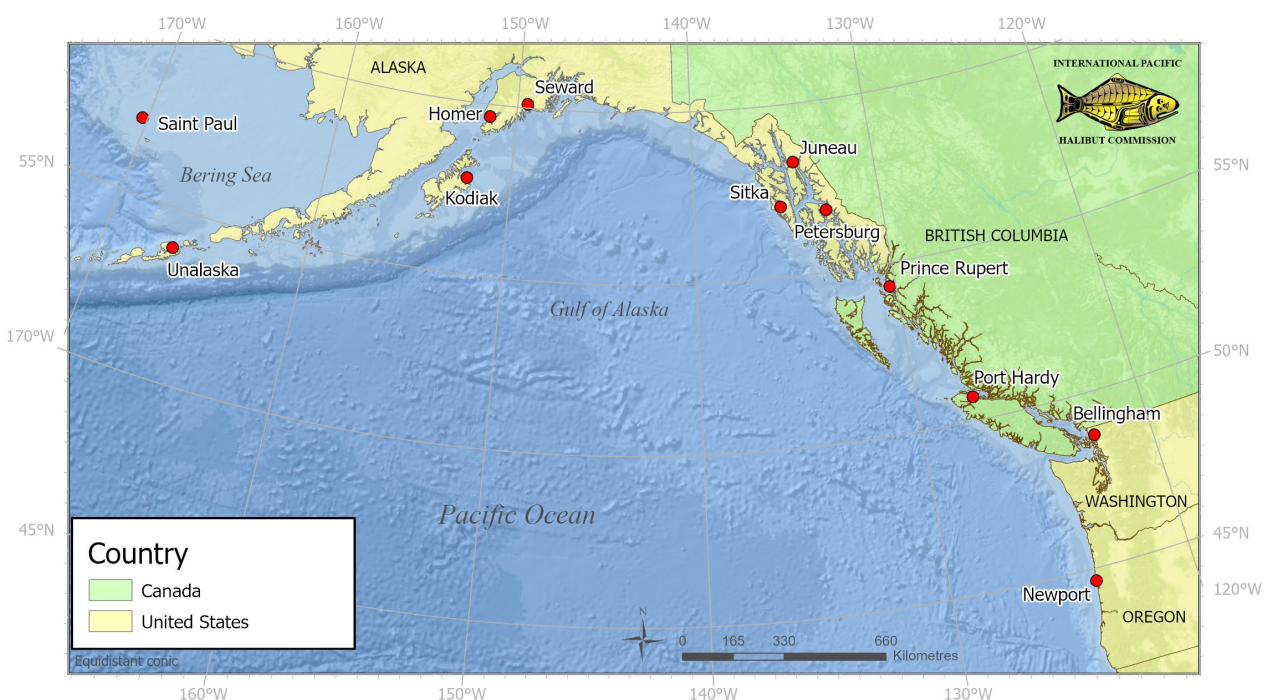 170°W
160°W
150°W
140°W
130°W
120°W
ALASKA
INTERNATIONAL PACIFIC
HALIBUT COMMISSION
Seward
Homer
Saint Paul
Juneau
55°N
55°N
Bering Sea
Kodiak
Sitka
Petersburg
BRITISH COLUMBIA
Unalaska
Prince Rupert
Gulf of Alaska
170°W
50°N
Port Hardy
Bellingham
WASHINGTON
Pacific Ocean
45°N
45°N
Country
Canada
United States
120°W
Newport
OREGON
N
0 165 330 660
Kilometres
Equidistant conic
160°W
150°W
140°W
130°W